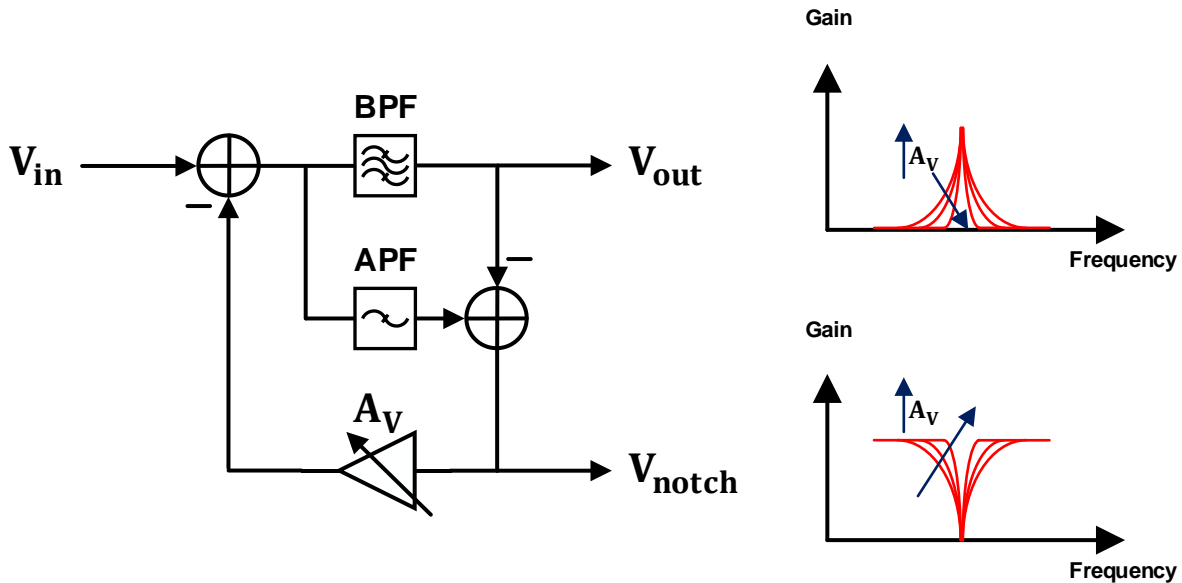 BPF
V_in
−
V_out
APF
−
A_V
V_notch
Gain
A_V
Frequency
Gain
A_V
Frequency